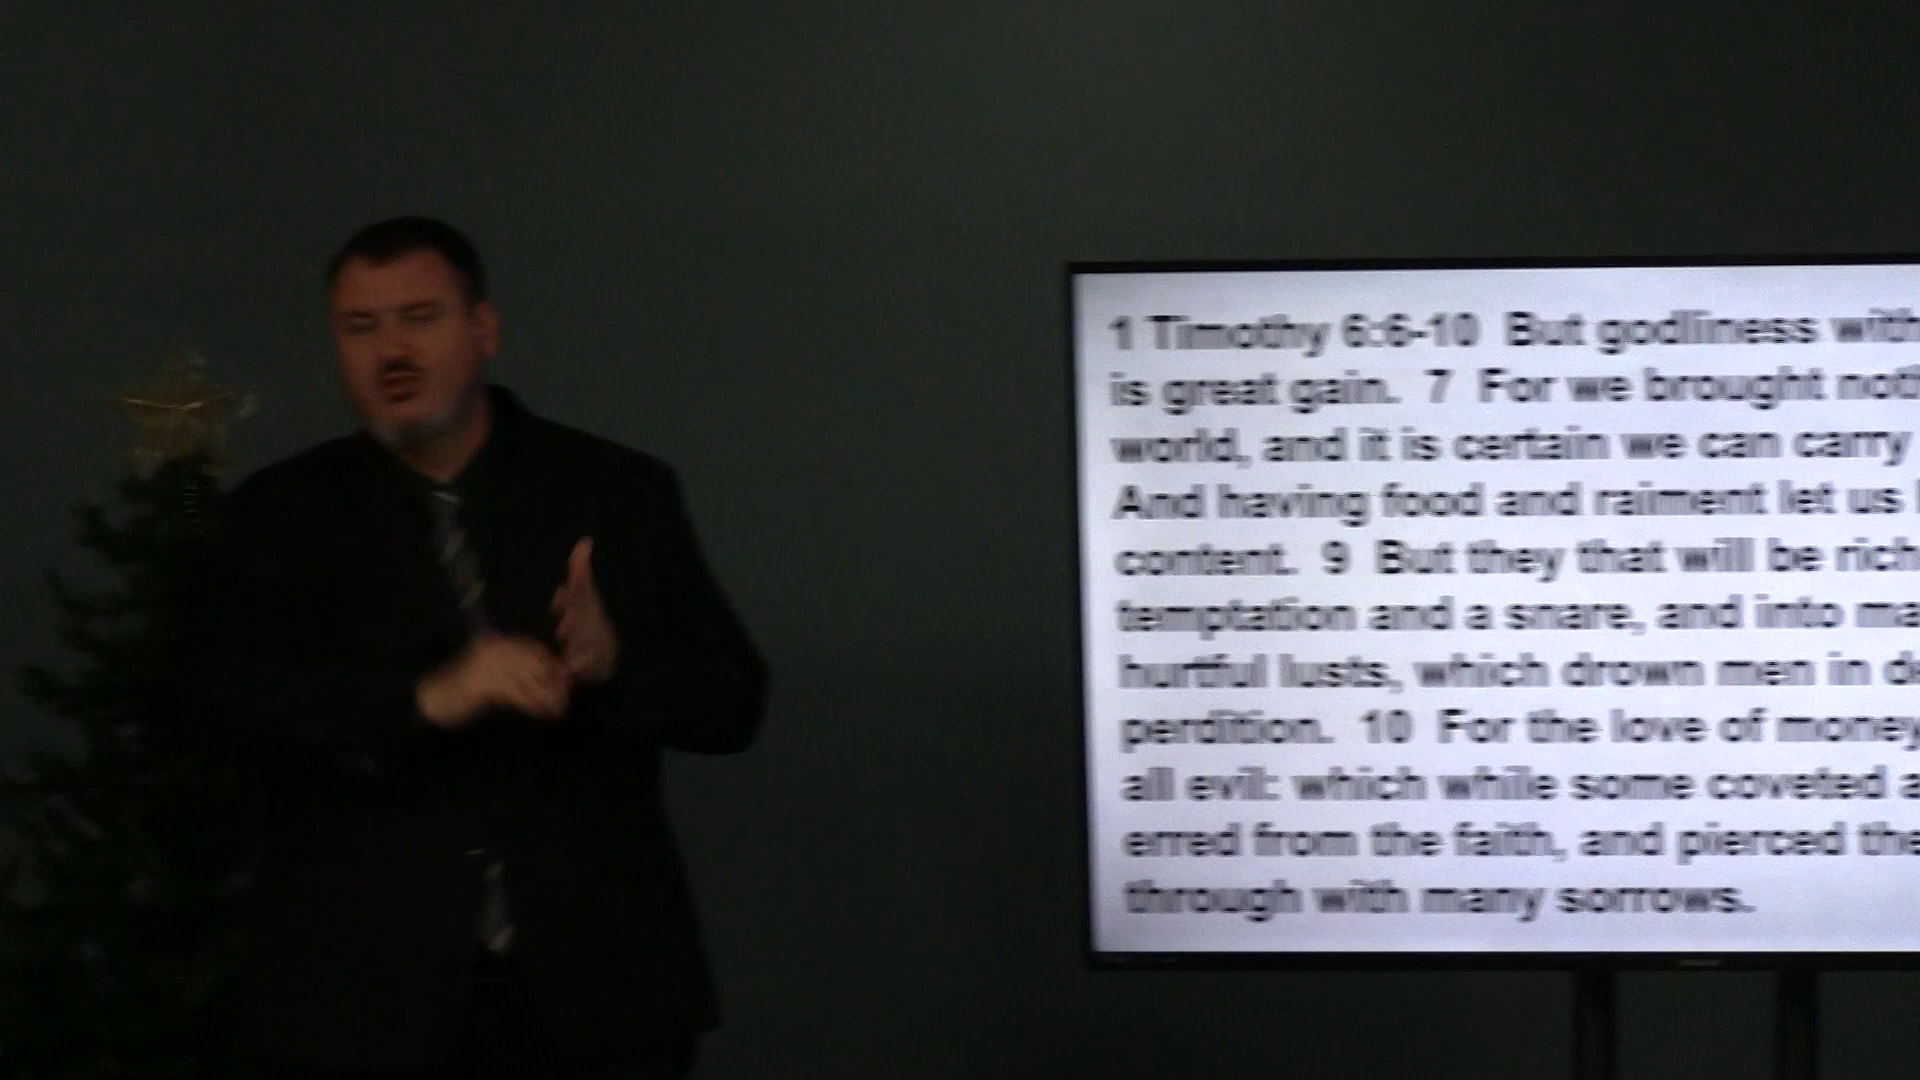 1 Timothy 6:6-10 But godliness with
is great gain. 7 For we brought
world, and it is certain we can carry
And having food and raiment let us
content. 9 But they that will be rich
temptation and a snare, and into
hurtful lusts, which drown men in
perdition. 10 For the love of money
all evil: which while some coveted
erred from the faith, and pierced
through with many sorrows.